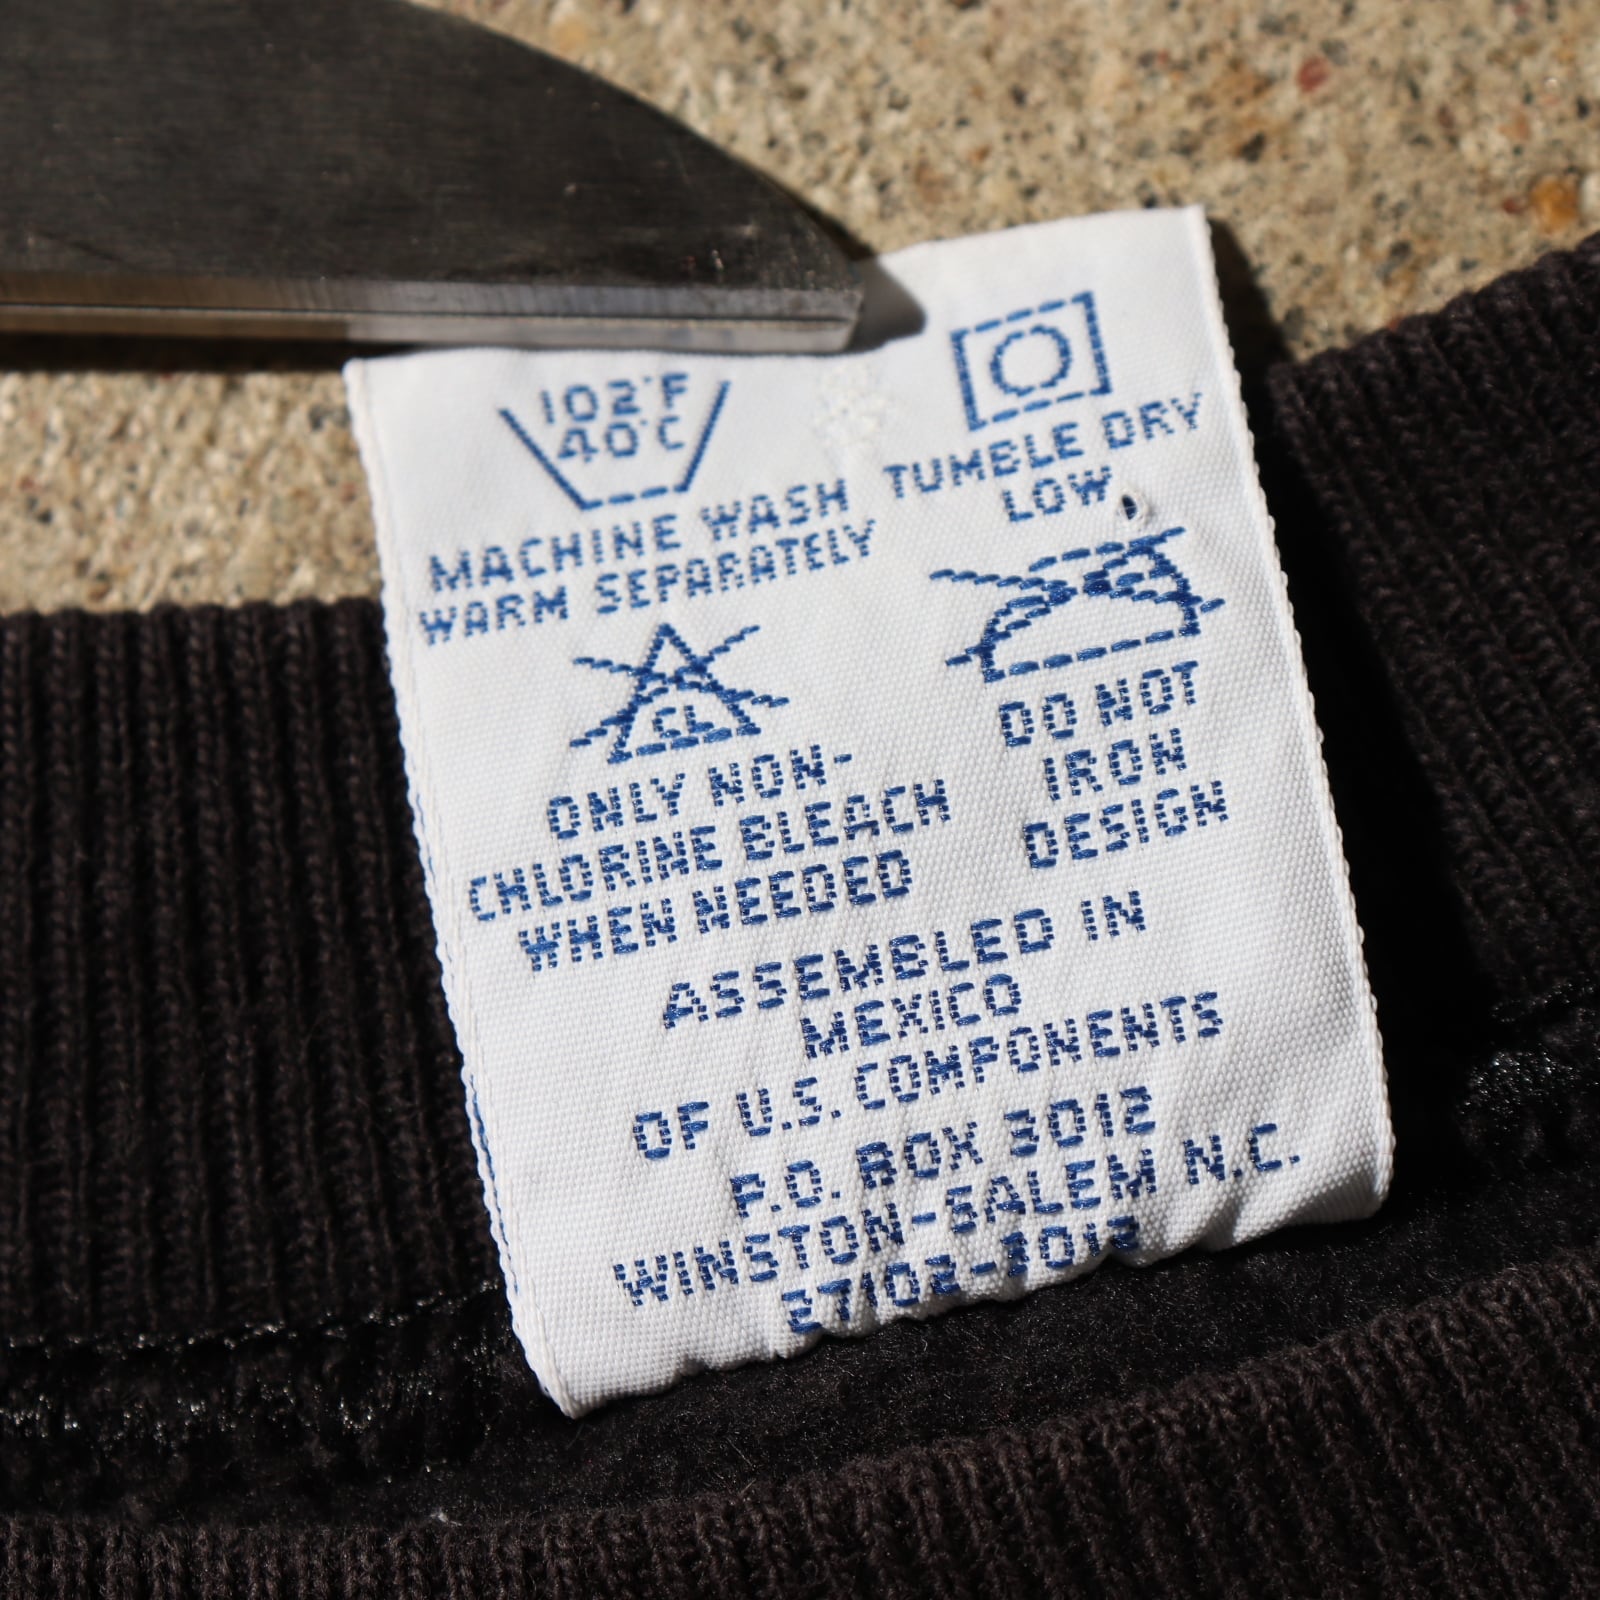 102°F
40°C
MACHINE WASH
WARM SEPARATELY
TUMBLE DRY
LOW
CL
ONLY NON-
CHLORINE BLEACH
WHEN NEEDED
DO NOT
IRON
DESIGN
ASSEMBLED IN
MEXICO
OF U.S. COMPONENTS
P.O. BOX 3012
WINSTON-SALEM N.C.
27102-3012